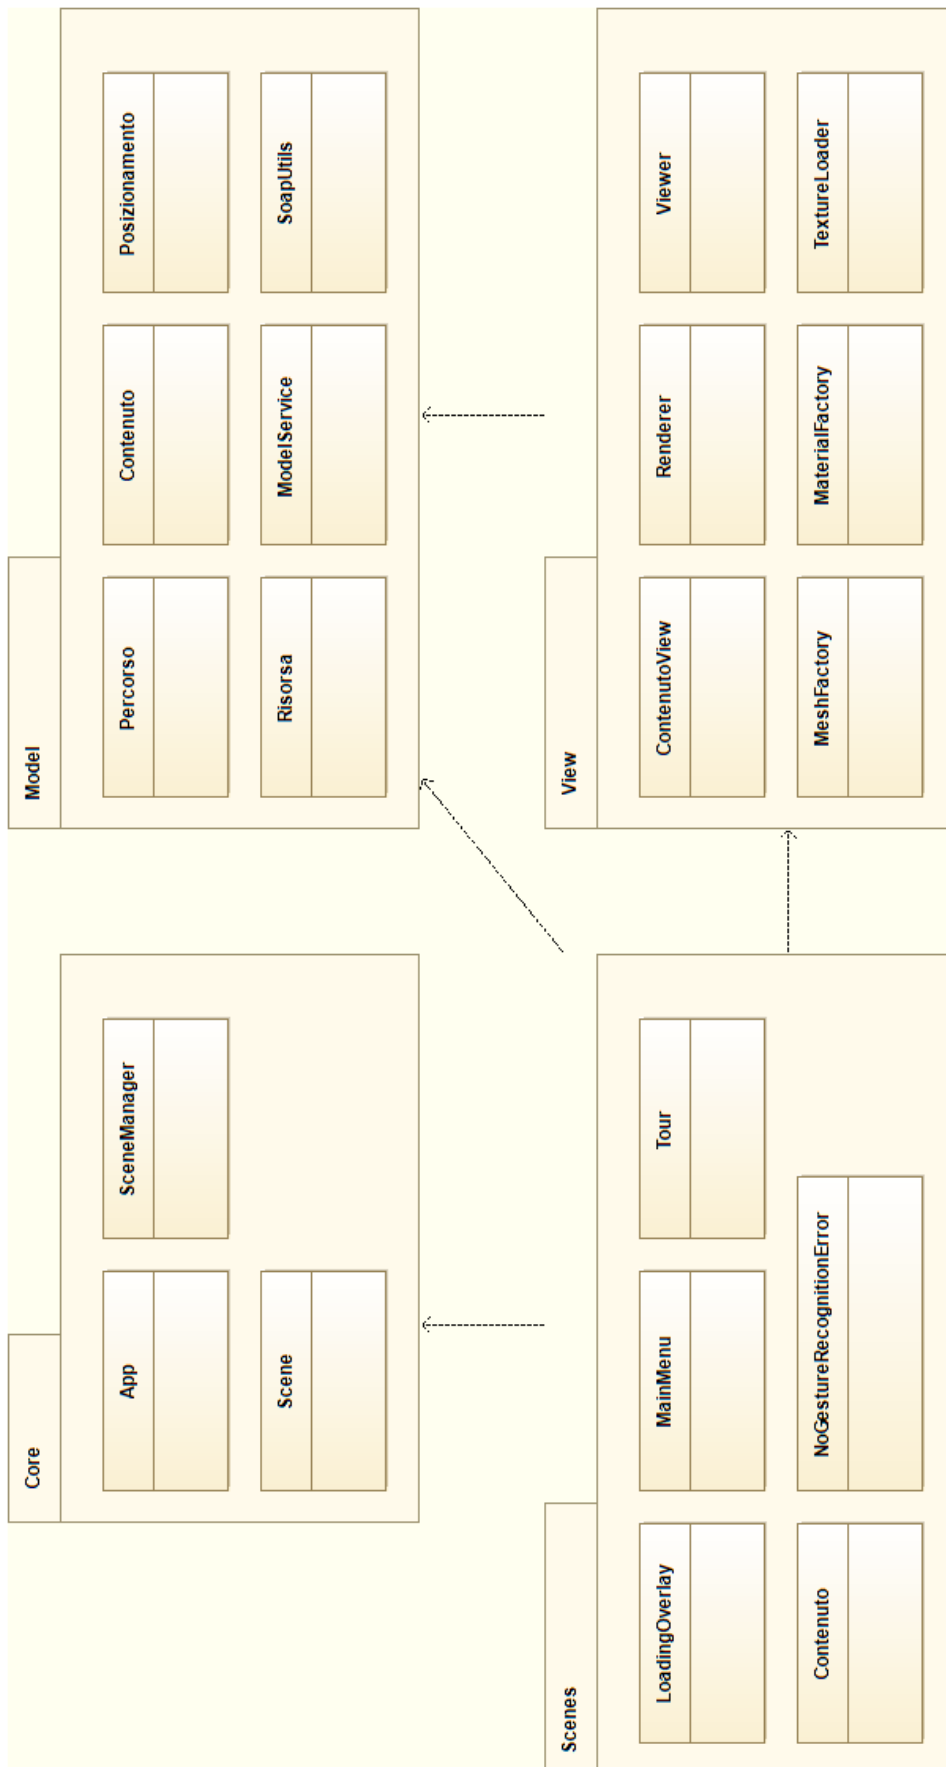 Core
App
SceneManager
Scene
Model
Percorso
Contenuto
Posizionamento
Risorsa
ModelService
SoapUtils
Scenes
LoadingOverlay
MainMenu
Tour
Contenuto
NoGestureRecognitionError
View
ContenutoView
Renderer
Viewer
MeshFactory
MaterialFactory
TextureLoader